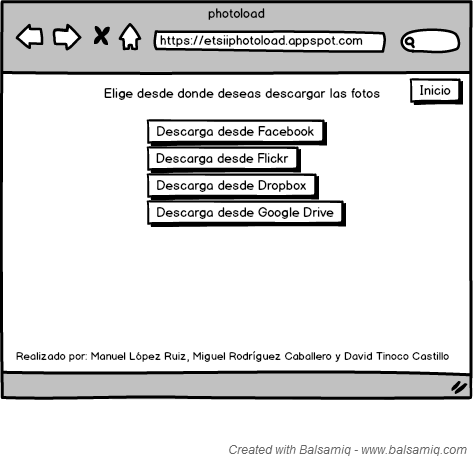 photoload
https://etsiiphotoload.appspot.com
Elige desde donde deseas descargar las fotos
Inicio
Descarga desde Facebook
Descarga desde Flickr
Descarga desde Dropbox
Descarga desde Google Drive
Realizado por: Manuel López Ruiz, Miguel Rodríguez Caballero y David Tinoco Castillo
Created with Balsamiq - www.balsamiq.com